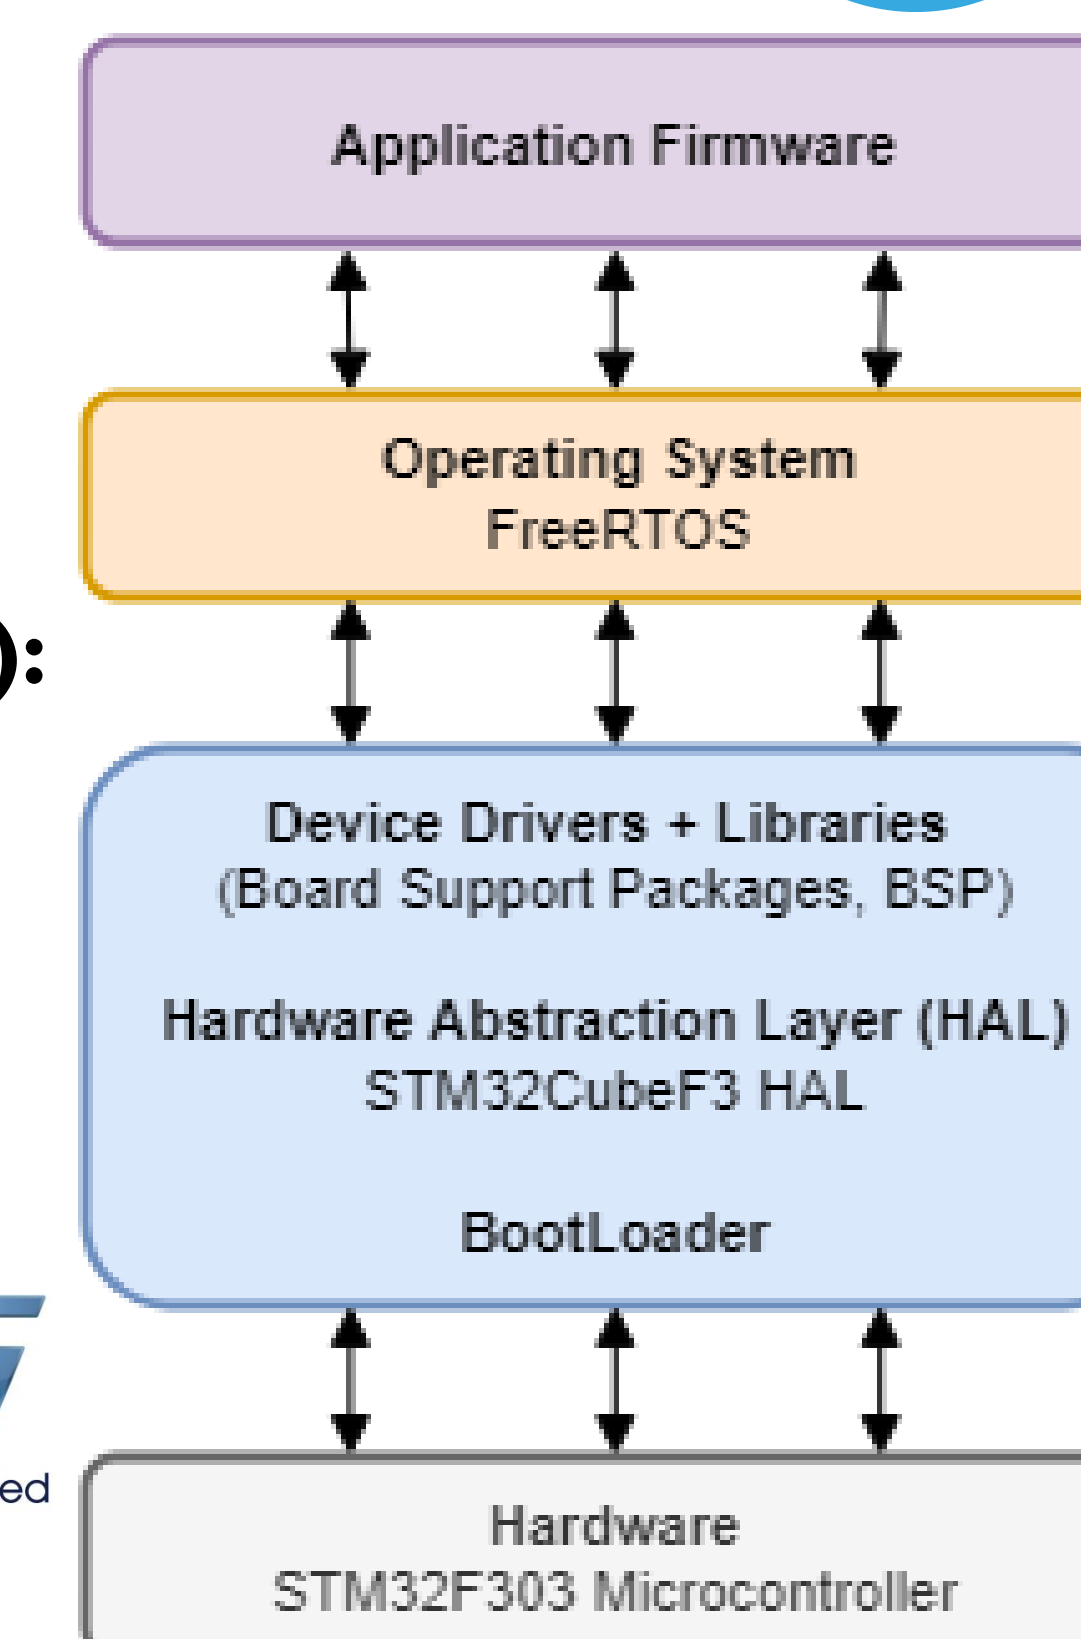 Application Firmware
Operating System
FreeRTOS
):
Device Drivers + Libraries
(Board Support Packages, BSP)
Hardware Abstraction Layer (HAL)
STM32CubeF3 HAL
BootLoader
ed
Hardware
STM32F303 Microcontroller